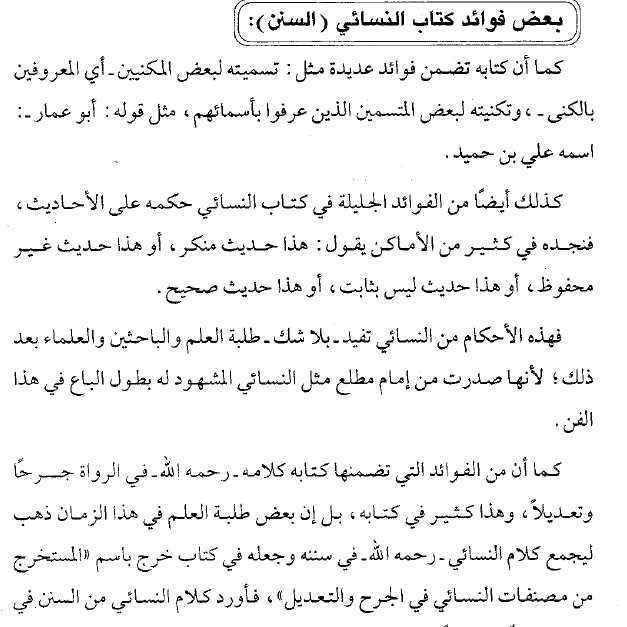 بعض فوائد كتاب النسائي (السنن):
كما أن كتابه تضمن فوائد عديدة مثل: تسميته لبعض المكنيين ـ أي المعروفين
بالكنى ـ، وتكنيته لبعض المتسمين الذين عرفوا بأسمائهم، مثل قوله: أبو عمار ـ:
اسمه علي بن حميد.
كذلك أيضًا من الفوائد الجليلة في كتاب النسائي حكمه على الأحاديث،
فنجده في كثير من الأماكن يقول: هذا حديث منكر، أو هذا حديث غير
محفوظ، أو هذا حديث ليس بثابت، أو هذا حديث صحيح.
فهذه الأحكام من النسائي تفيد ـ بلا شك ـ طلبة العلم والباحثين والعلماء بعد
ذلك؛ لأنها صدرت من إمام مطلع مثل النسائي المشهود له بطول الباع في هذا
الفن.
كما أن من الفوائد التي تضمنها كتابه كلامه ـ رحمه الله ـ في الرواة جرحًا
وتعديلاً، وهذا كثير في كتابه، بل إن بعض طلبة العلم في هذا الزمان ذهب
ليجمع كلام النسائي ـ رحمه الله ـ في سننه وجعله في كتاب خرج باسم «المستخرج
من مصنفات النسائي في الجرح والتعديل»، فأورد كلام النسائي من السنن في